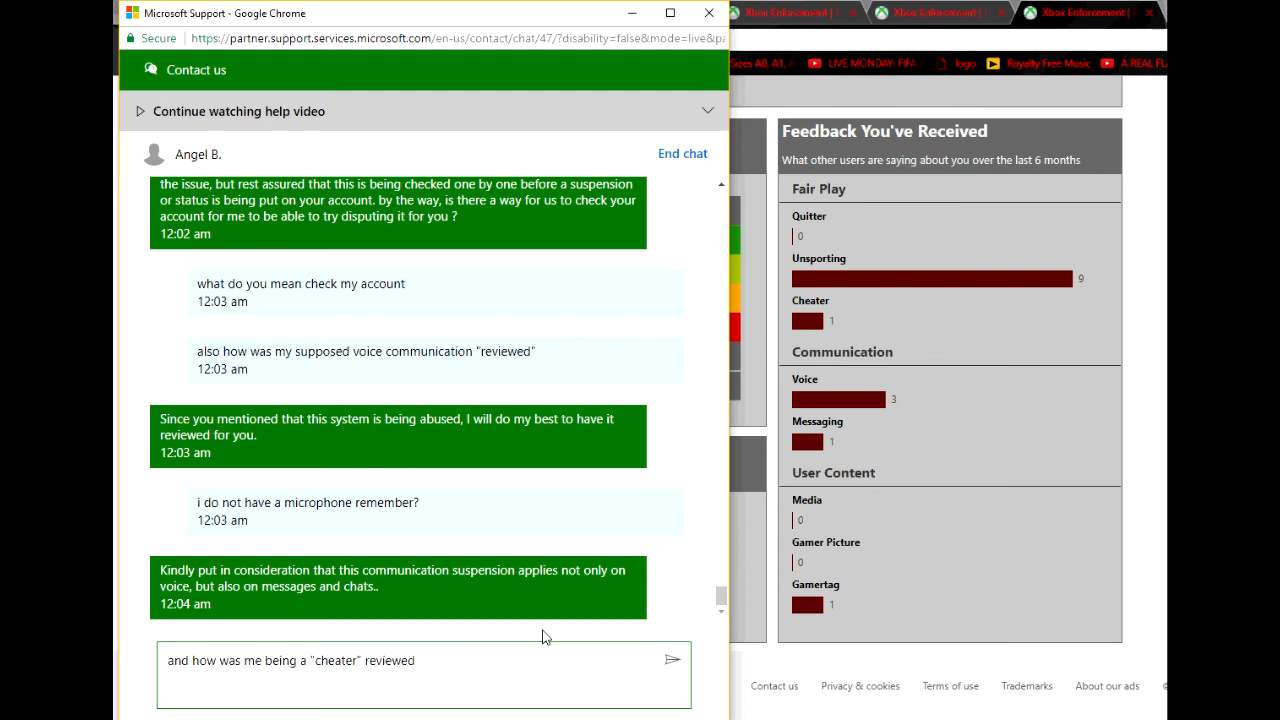 Microsoft Support - Google Chrome
Secure
https://partner.support.services.microsoft.com/en-us/contact/chat/47/?disability=false&mode=live&pa
Contact us
Continue watching help video
Angel B.
End chat
the issue, but rest assured that this is being checked one by one before a suspension
or status is being put on your account. by the way, is there a way for us to check your
account for me to be able to try disputing it for you ?
12:02 am
what do you mean check my account
12:03 am
also how was my supposed voice communication "reviewed"
12:03 am
Since you mentioned that this system is being abused, I will do my best to have it
reviewed for you.
12:03 am
i do not have a microphone remember?
12:03 am
Kindly put in consideration that this communication suspension applies not only on
voice, but also on messages and chats..
12:04 am
and how was me being a "cheater" reviewed
Xbox Enforcement |
Xbox Enforcement |
Xbox Enforcement |
Sizes A0, A1, A
LIVE MONDAY: FIFA
logo
Royalty Free Music
A REAL FL
Feedback You've Received
What other users are saying about you over the last 6 months
Fair Play
Quitter
0
Unsporting
9
Cheater
1
Communication
Voice
3
Messaging
1
User Content
Media
0
Gamer Picture
0
Gamertag
1
Contact us
Privacy & cookies
Terms of use
Trademarks
About our ads
©